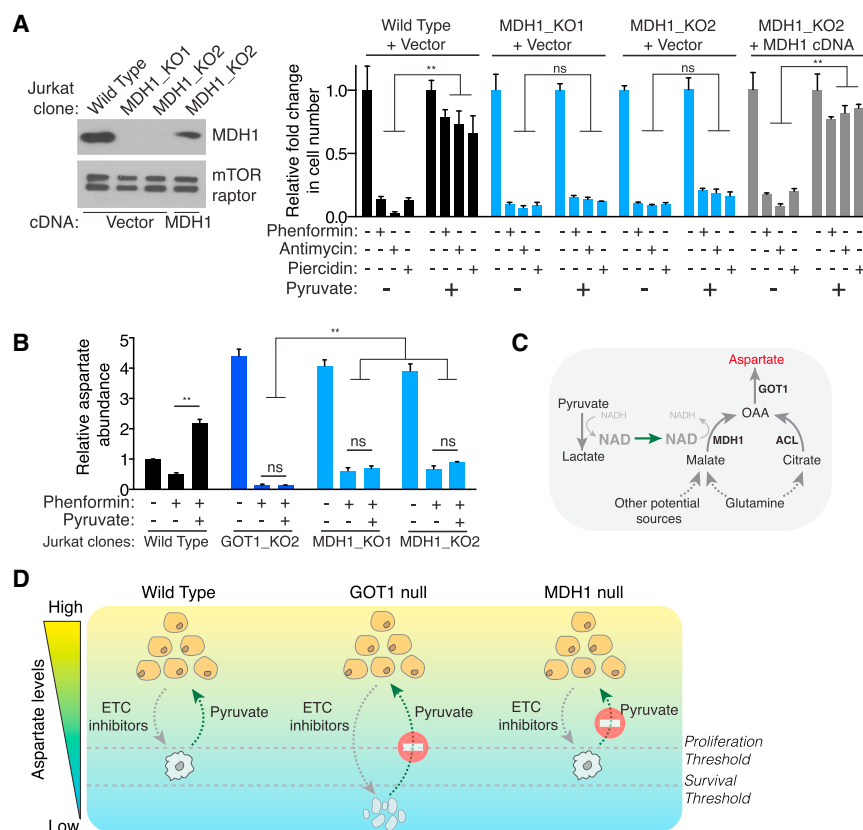 A
Jurkat
clone:
Wild Type
MDH1_KO1
MDH1_KO2
MDH1_KO2
MDH1
mTOR
raptor
cDNA:
Vector
MDH1
Wild Type
+ Vector
MDH1_KO1
+ Vector
MDH1_KO2
+ Vector
MDH1_KO2
+ MDH1 cDNA
**
ns
ns
**
Relative fold change
in cell number
1.0
0.5
0.0
Phenformin: - + - - - + - - - + - - - + - - - + - - - + - - - + - - - + - -
Antimycin: - - + - - - + - - - + - - - + - - - + - - - + - - - + - - - + -
Piercidin: - - - + - - - + - - - + - - - + - - - + - - - + - - - + - - - +
Pyruvate: - + - + - + - +
B
Relative aspartate
abundance
5
4
3
2
1
0
**
**
ns
ns
ns
Phenformin: - + + - + + - + + - + +
Pyruvate: - - + - - + - - + - - +
Jurkat clones: Wild Type GOT1_KO2 MDH1_KO1 MDH1_KO2
C
Aspartate
GOT1
Pyruvate
NADH
NADH
OAA
NAD
NAD
MDH1
ACL
Lactate
Malate
Citrate
Other potential
sources
Glutamine
D
Wild Type
GOT1 null
MDH1 null
High
Aspartate levels
Low
ETC
inhibitors
Pyruvate
ETC
inhibitors
Pyruvate
ETC
inhibitors
Pyruvate
Proliferation
Threshold
Survival
Threshold